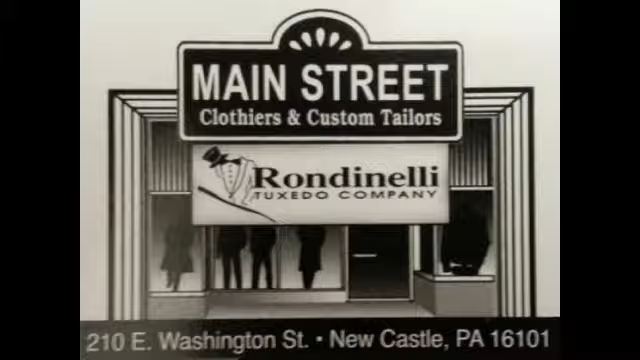 MAIN STREET
Clothiers & Custom Tailors
Rondinelli
TUXEDO COMPANY
210 E. Washington St. • New Castle, PA 16101